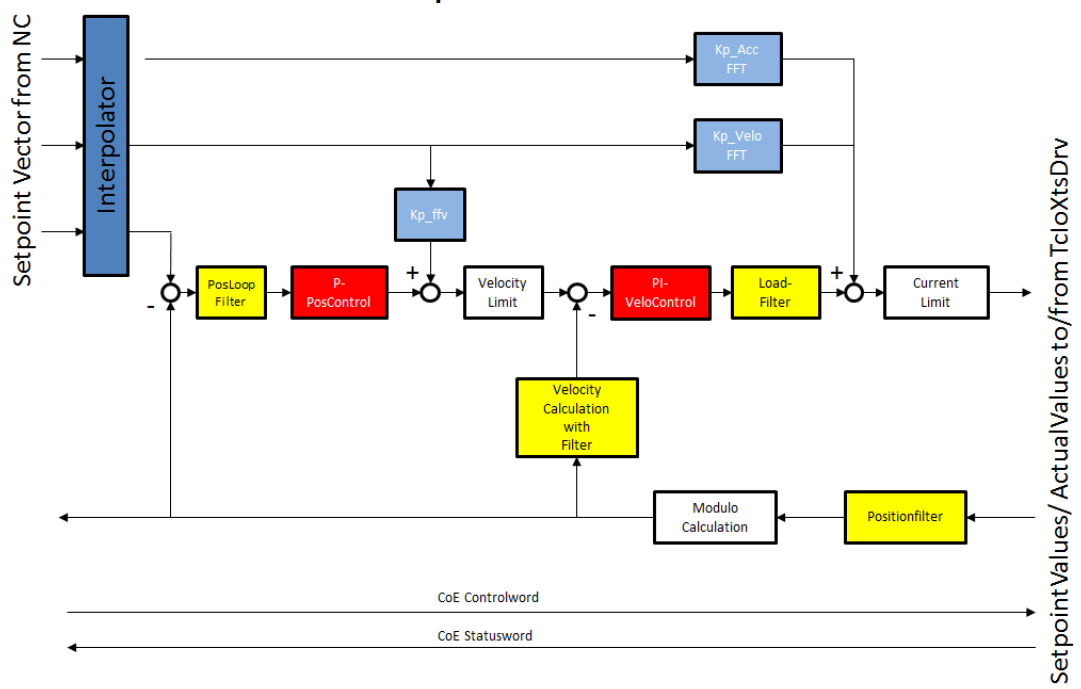 Setpoint Vector from NC
Interpolator
Kp_Acc
FFT
Kp_Velo
FFT
Kp_ffv
-
PosLoop
Filter
P-
PosControl
+
Velocity
Limit
-
PI-
VeloControl
Load-
Filter
+
Current
Limit
Velocity
Calculation
with
Filter
Modulo
Calculation
Positionfilter
CoE Controlword
CoE Statusword
Setpoint Values/ Actual Values to/from TcIoXtsDrv